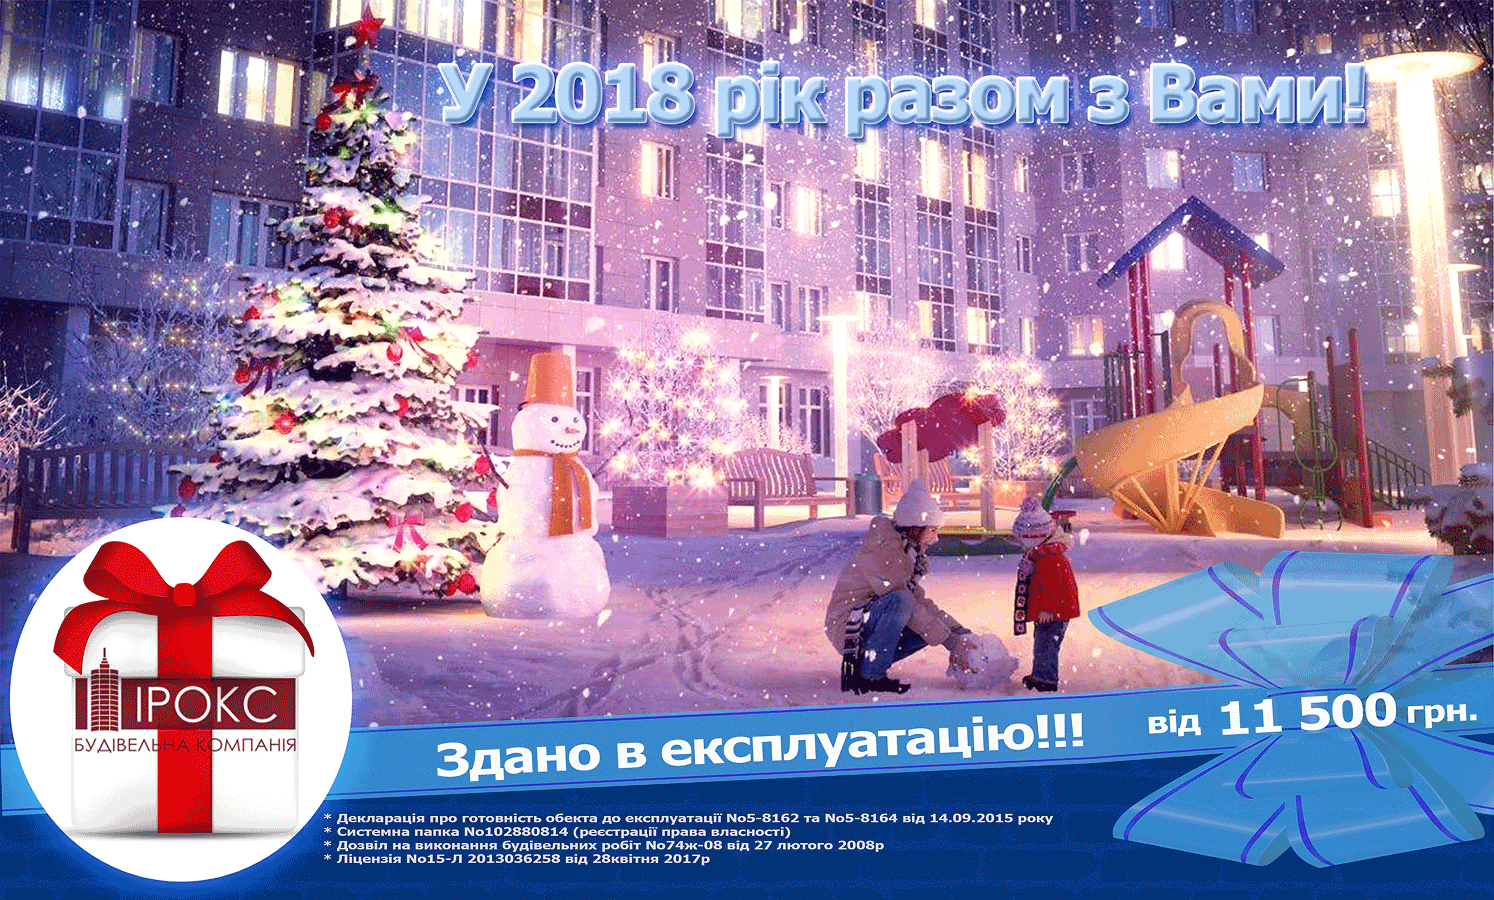 У 2018 рік разом з Вами!
ІРОКС
БУДІВЕЛЬНА КОМПАНІЯ
Здано в експлуатацію!!!
від 11 500 грн.
* Декларація про готовність обекта до експлуатації No5-8162 та No5-8164 від 14.09.2015 року
* Системна папка No102880814 (реєстрації права власності)
* Дозвіл на виконання будівельних робіт No74ж-08 від 27 лютого 2008р
* Ліцензія No15-Л 2013036258 від 28квітня 2017р